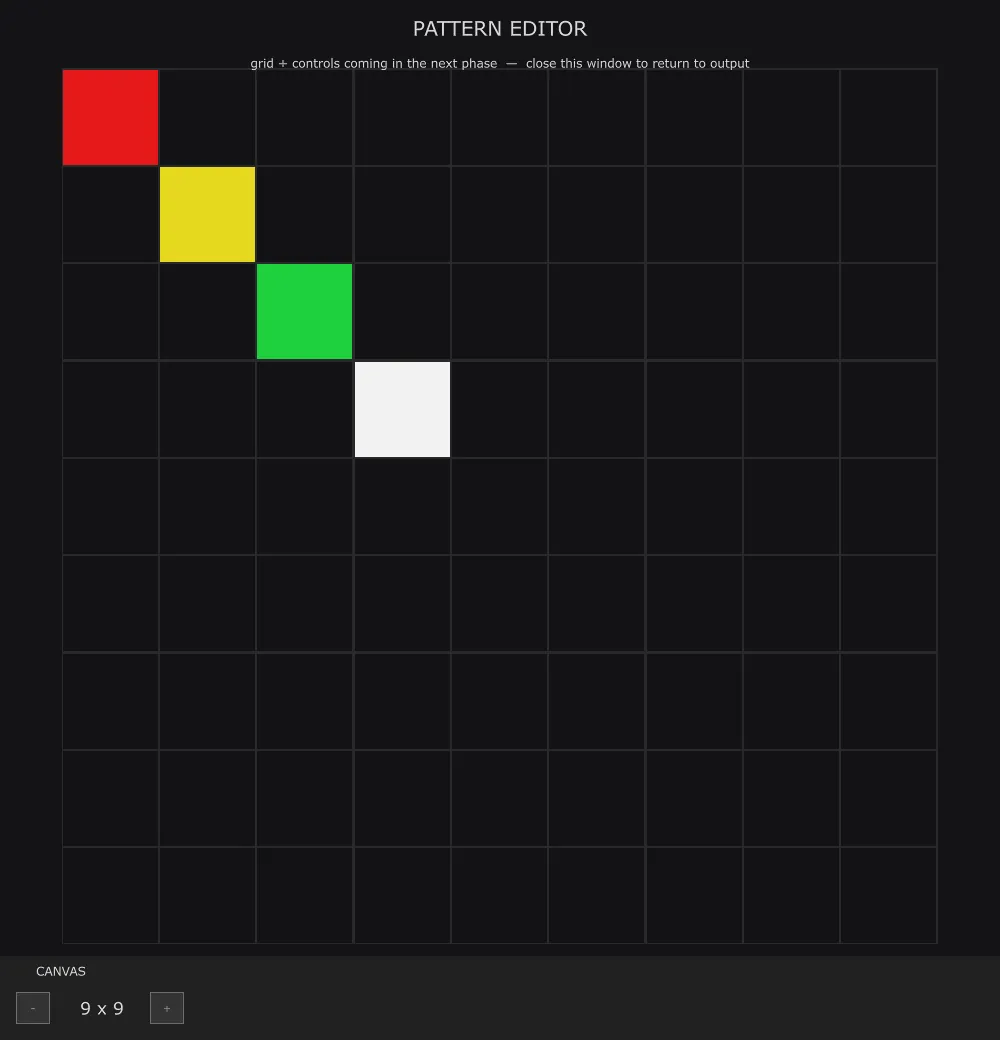 PATTERN EDITOR
grid + controls coming in the next phase — close this window to return to output
CANVAS
- 9 x 9 +